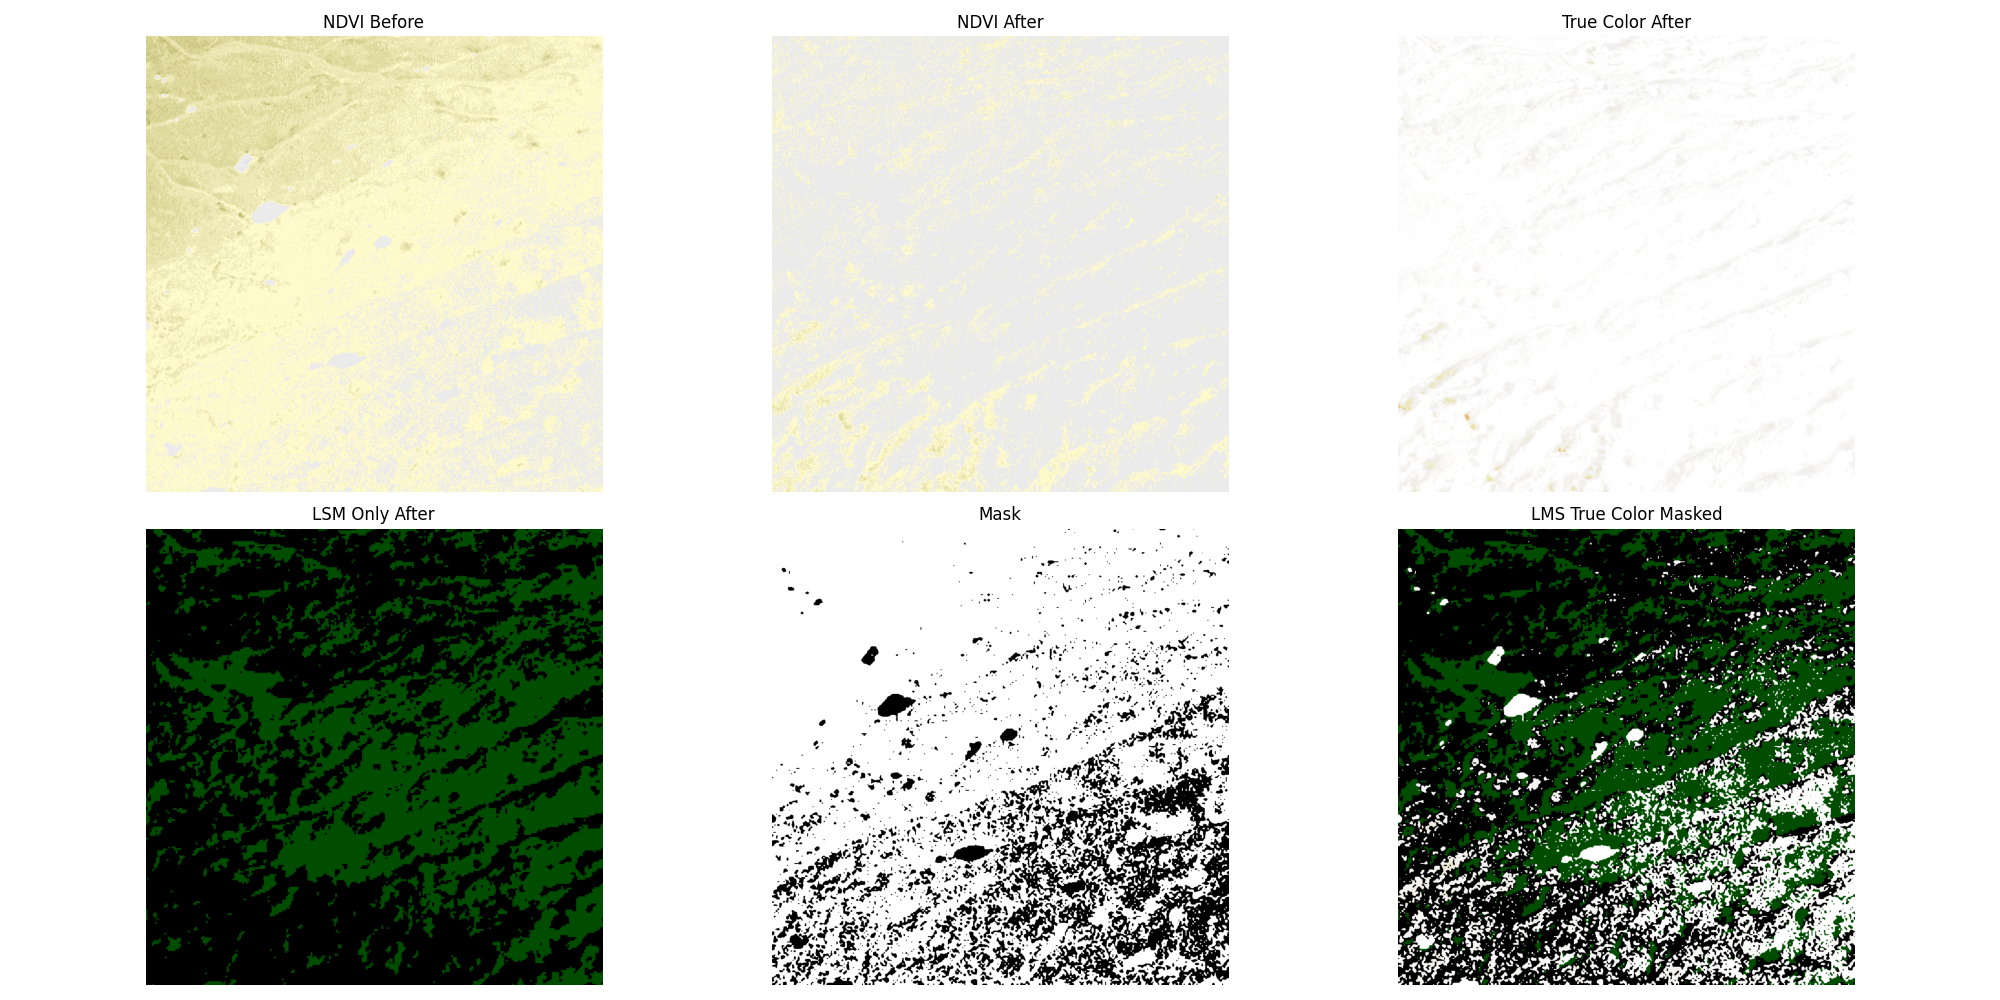 NDVI Before
NDVI After
True Color After
LSM Only After
Mask
LMS True Color Masked